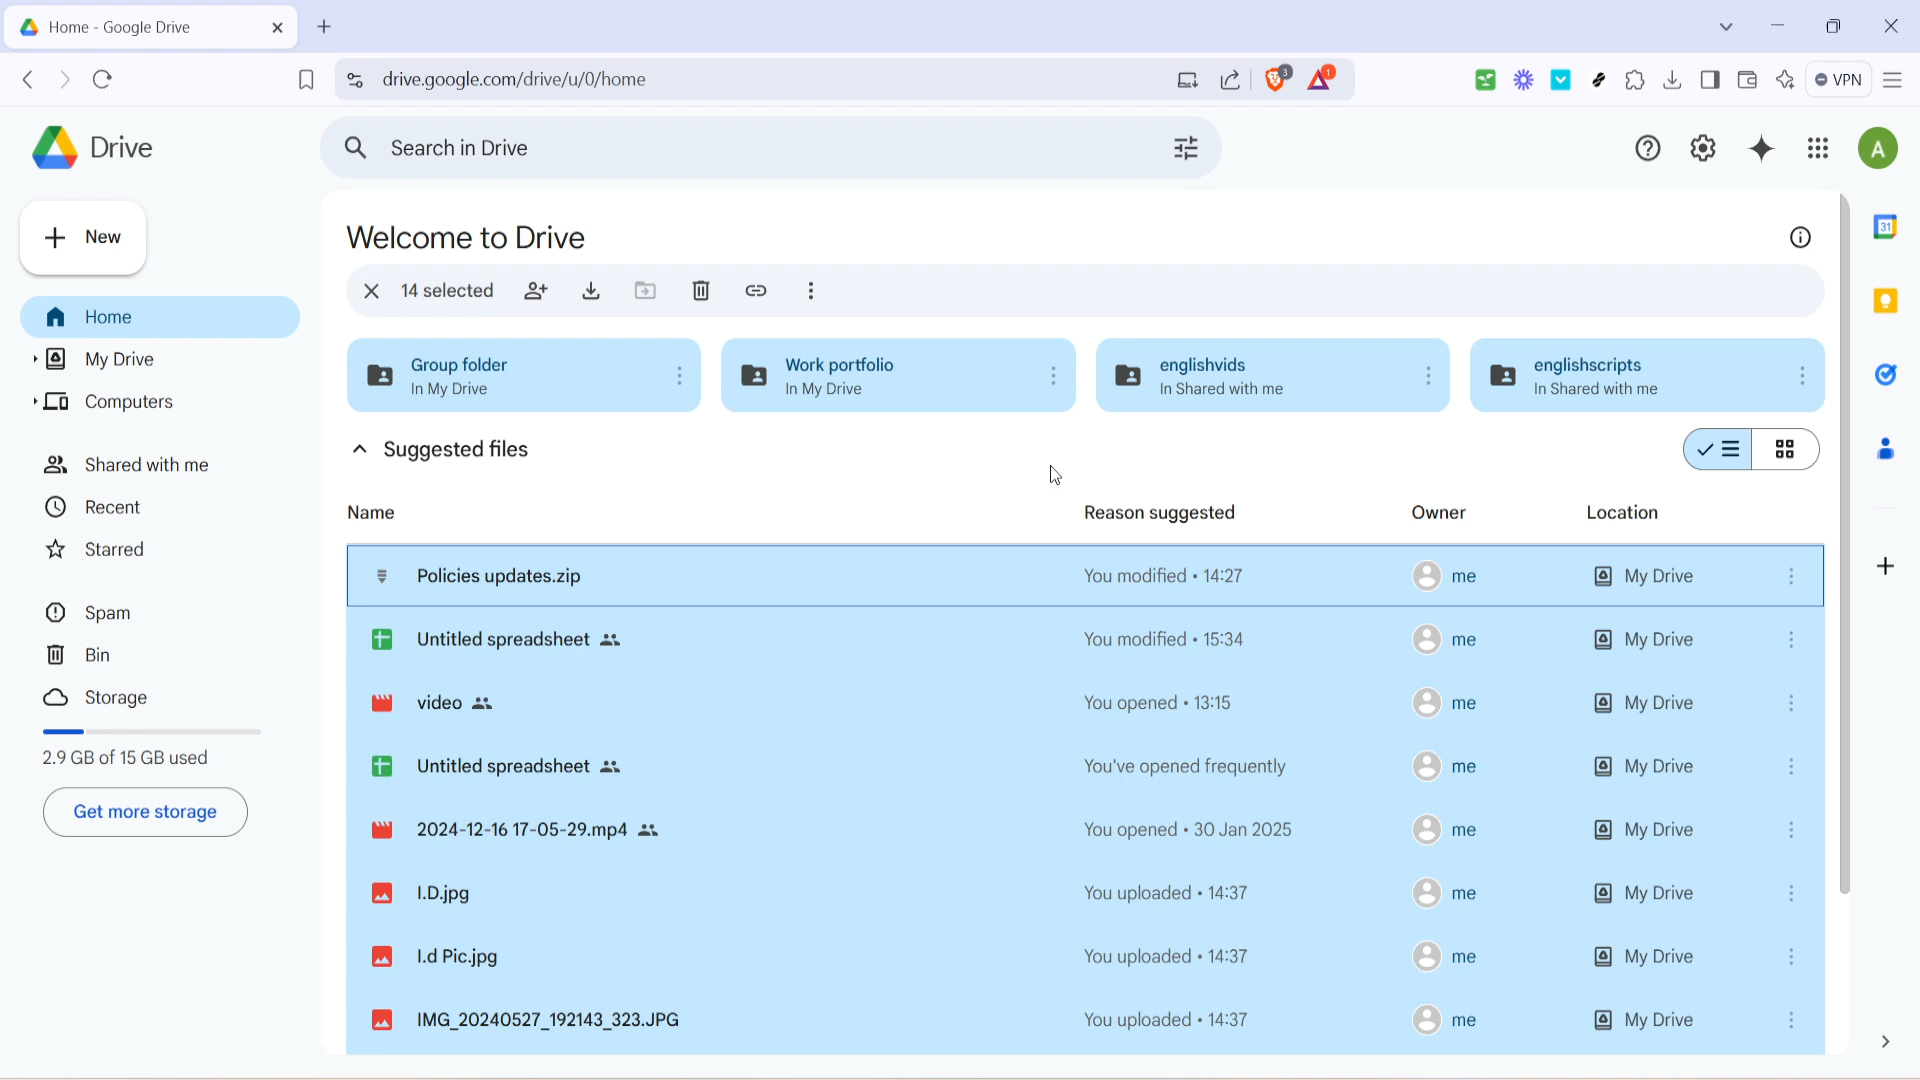 Home - Google Drive
drive.google.com/drive/u/0/home
3
1
VPN
Drive
Search in Drive
A
New
Welcome to Drive
31
14 selected
Home
My Drive
Computers
Shared with me
Recent
Starred
Spam
Bin
Storage
2.9 GB of 15 GB used
Get more storage
Group folder
In My Drive
Work portfolio
In My Drive
englishvids
In Shared with me
englishscripts
In Shared with me
Suggested files
Name Reason suggested Owner Location
Policies updates.zip You modified • 14:27 me My Drive
Untitled spreadsheet You modified • 15:34 me My Drive
video You opened • 13:15 me My Drive
Untitled spreadsheet You've opened frequently me My Drive
2024-12-16 17-05-29.mp4 You opened • 30 Jan 2025 me My Drive
I.D.jpg You uploaded • 14:37 me My Drive
I.d Pic.jpg You uploaded • 14:37 me My Drive
IMG_20240527_192143_323.JPG You uploaded • 14:37 me My Drive